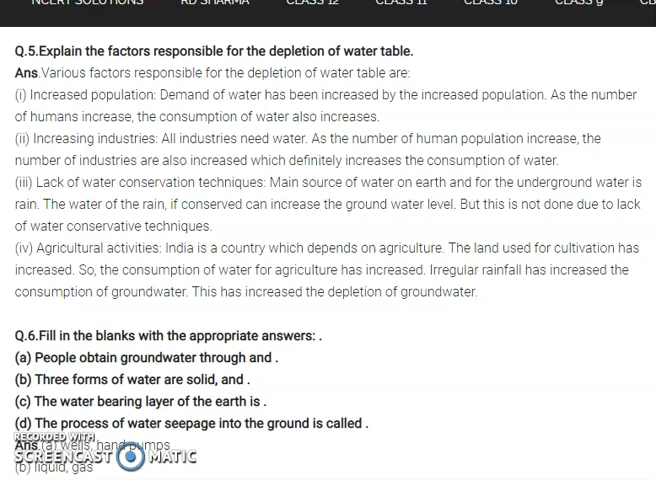 NCERT SOLUTIONS RD SHARMA CLASS 12 CLASS 11 CLASS 10 CLASS 9 CB
Q.5.Explain the factors responsible for the depletion of water table.
Ans.Various factors responsible for the depletion of water table are:
(i) Increased population: Demand of water has been increased by the increased population. As the number
of humans increase, the consumption of water also increases.
(ii) Increasing industries: All industries need water. As the number of human population increase, the
number of industries are also increased which definitely increases the consumption of water.
(iii) Lack of water conservation techniques: Main source of water on earth and for the underground water is
rain. The water of the rain, if conserved can increase the ground water level. But this is not done due to lack
of water conservative techniques.
(iv) Agricultural activities: India is a country which depends on agriculture. The land used for cultivation has
increased. So, the consumption of water for agriculture has increased. Irregular rainfall has increased the
consumption of groundwater. This has increased the depletion of groundwater.
Q.6.Fill in the blanks with the appropriate answers: .
(a) People obtain groundwater through and .
(b) Three forms of water are solid, and .
(c) The water bearing layer of the earth is .
(d) The process of water seepage into the ground is called .
RECORDED WITH
Ans.(a) wells, hand pumps
SCREENCAST MATIC
(b) liquid, gas